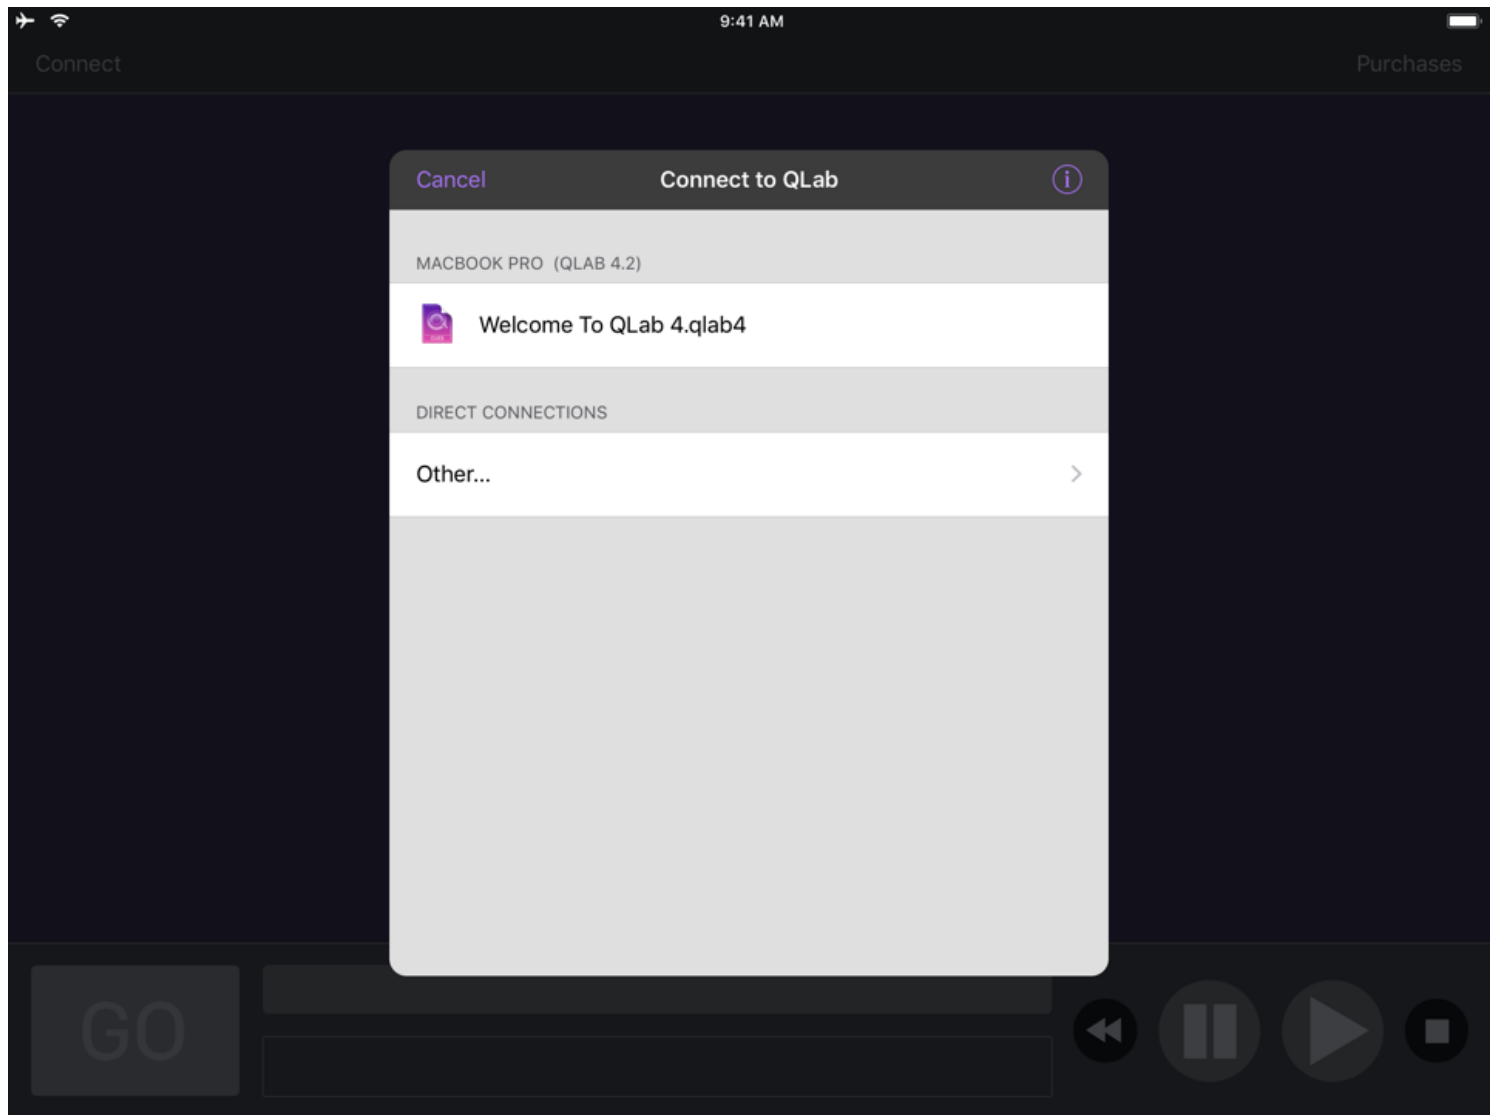 9:41 AM
Connect
Purchases
Cancel
Connect to QLab
MACBOOK PRO (QLAB 4.2)
Welcome To QLab 4.qlab4
DIRECT CONNECTIONS
Other...
GO